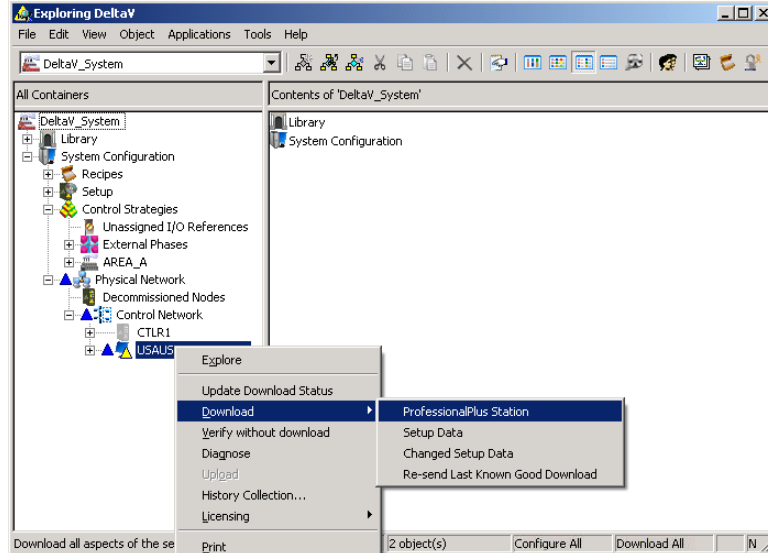 Exploring DeltaV
File Edit View Object Applications Tools Help
DeltaV_System
All Containers
Contents of 'DeltaV_System'
DeltaV_System
Library
System Configuration
Recipes
Setup
Control Strategies
Unassigned I/O References
External Phases
AREA_A
Physical Network
Decommissioned Nodes
Control Network
CTLR1
USAUS
Library
System Configuration
Explore
Update Download Status
Download
Verify without download
Diagnose
Upload
History Collection...
Licensing
Print
ProfessionalPlus Station
Setup Data
Changed Setup Data
Re-send Last Known Good Download
Download all aspects of the se
2 object(s)
Configure All
Download All
N